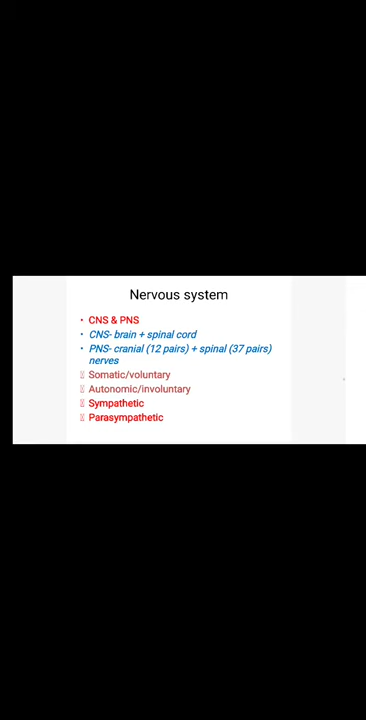 Nervous system
• CNS & PNS
• CNS- brain + spinal cord
• PNS- cranial (12 pairs) + spinal (37 pairs)
nerves
Somatic/voluntary
Autonomic/involuntary
Sympathetic
Parasympathetic